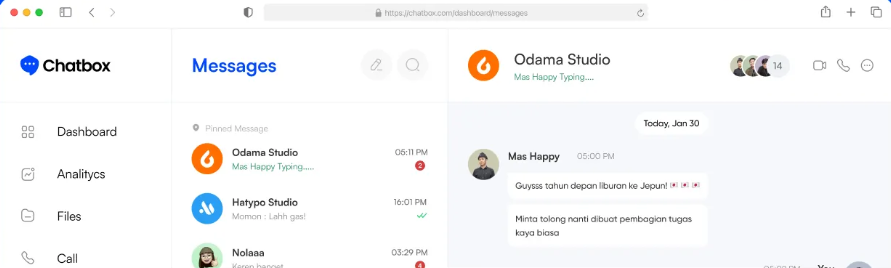 https://chatbox.com/dashboard/messages
Chatbox
Dashboard
Analitycs
Files
Call
Messages
Pinned Message
Odama Studio
05:11 PM
Mas Happy Typing.....
2
Hatypo Studio
16:01 PM
Momon : Lahh gas!
Nolaaa
03:29 PM
Keren banget
4
Odama Studio
Mas Happy Typing....
14
Today, Jan 30
Mas Happy
05:00 PM
Guysss tahun depan liburan ke Jepun! 🇯🇵 🇯🇵 🇯🇵
Minta tolong nanti dibuat pembagian tugas
kaya biasa
You